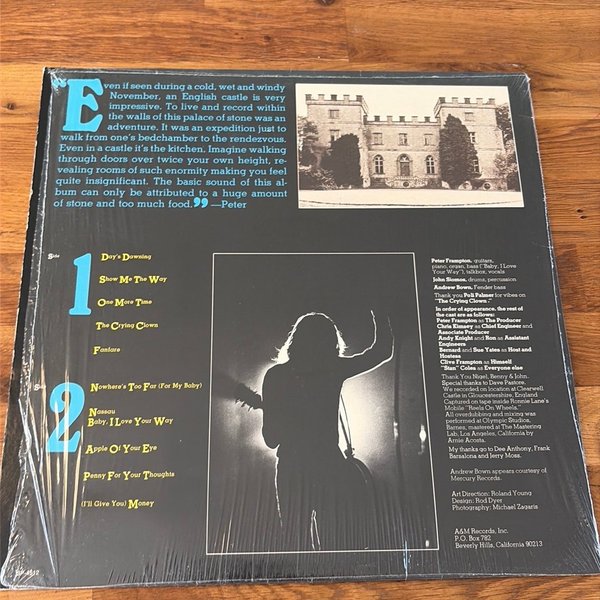 "Even if seen during a cold, wet and windy
November, an English castle is very
impressive. To live and record within
the walls of this palace of stone was an
adventure. It was an expedition just to
walk from one's bedchamber to the rendezvous.
Even in a castle it's the kitchen. Imagine walking
through doors over twice your own height, re-
vealing rooms of such enormity making you feel
quite insignificant. The basic sound of this al-
bum can only be attributed to a huge amount
of stone and too much food." —Peter
Side 1
Day's Dawning
Show Me The Way
One More Time
The Crying Clown
Fanfare
Side 2
Nowhere's Too Far (For My Baby)
Nassau
Baby, I Love Your Way
Apple Of Your Eye
Penny For Your Thoughts
(I'll Give You) Money
Peter Frampton, guitars,
piano, organ, bass ("Baby, I Love
Your Way"), talkbox, vocals
John Siomos, drums, percussion
Andrew Bown, Fender bass
Thank you Poli Palmer for vibes on
"The Crying Clown."
In order of appearance, the rest of
the cast are as follows:
Peter Frampton as The Producer
Chris Kimsey as Chief Engineer and
Associate Producer
Andy Knight and Ron as Assistant
Engineers
Bernard and Sue Yates as Host and
Hostess
Clive Frampton as Himself
"Stan" Coles as Everyone else
Thank You Nigel, Benny & John.
Special thanks to Dave Pastore.
We recorded on location at Clearwell
Castle in Gloucestershire, England
Captured on tape inside Ronnie Lane's
Mobile "Reels On Wheels."
All overdubbing and mixing was
performed at Olympic Studios,
Barnes, mastered at The Mastering
Lab, Los Angeles, California by
Arnie Acosta.
My thanks go to Dee Anthony, Frank
Barsalona and Jerry Moss.
Andrew Bown appears courtesy of
Mercury Records.
Art Direction: Roland Young
Design: Rod Dyer
Photography: Michael Zagaris
A&M Records, Inc.
P.O. Box 782
Beverly Hills, California 90213